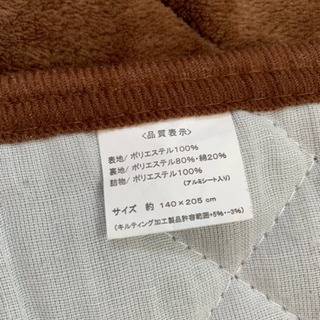 〈品質表示〉
表地/ ポリエステル100%
裏地/ ポリエステル80%・綿20%
詰物/ ポリエステル100%
(アルミシート入り)
サイズ 約 140×205cm
(キルティング加工製品許容範囲+5%・-3%)